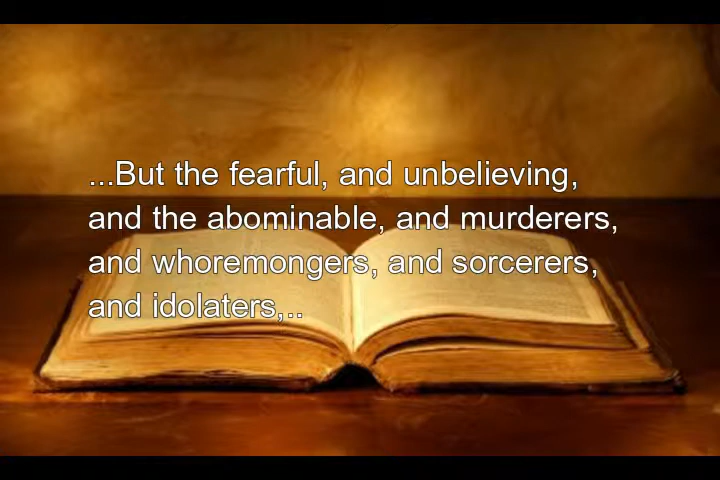 ...But the fearful, and unbelieving,
and the abominable, and murderers,
and whoremongers, and sorcerers,
and idolaters,..